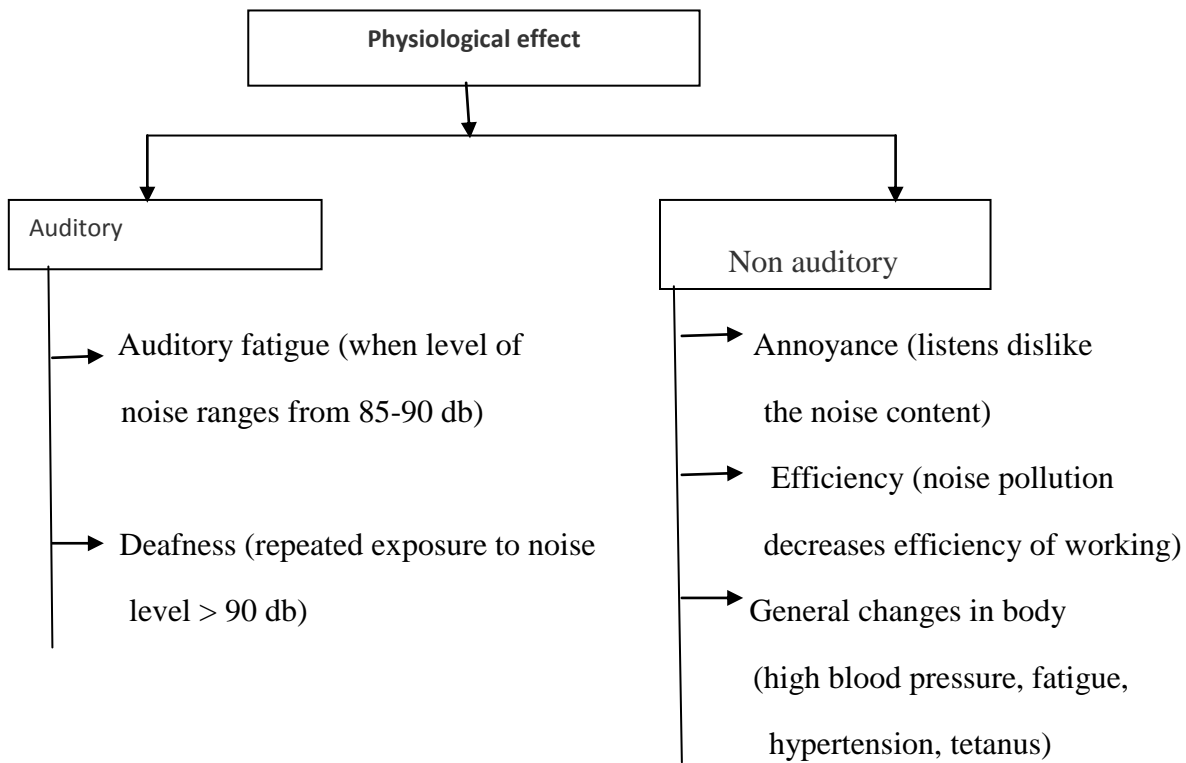 Physiological effect
Auditory
Auditory fatigue (when level of
noise ranges from 85-90 db)
Deafness (repeated exposure to noise
level > 90 db)
Non auditory
Annoyance (listens dislike
the noise content)
Efficiency (noise pollution
decreases efficiency of working)
General changes in body
(high blood pressure, fatigue,
hypertension, tetanus)